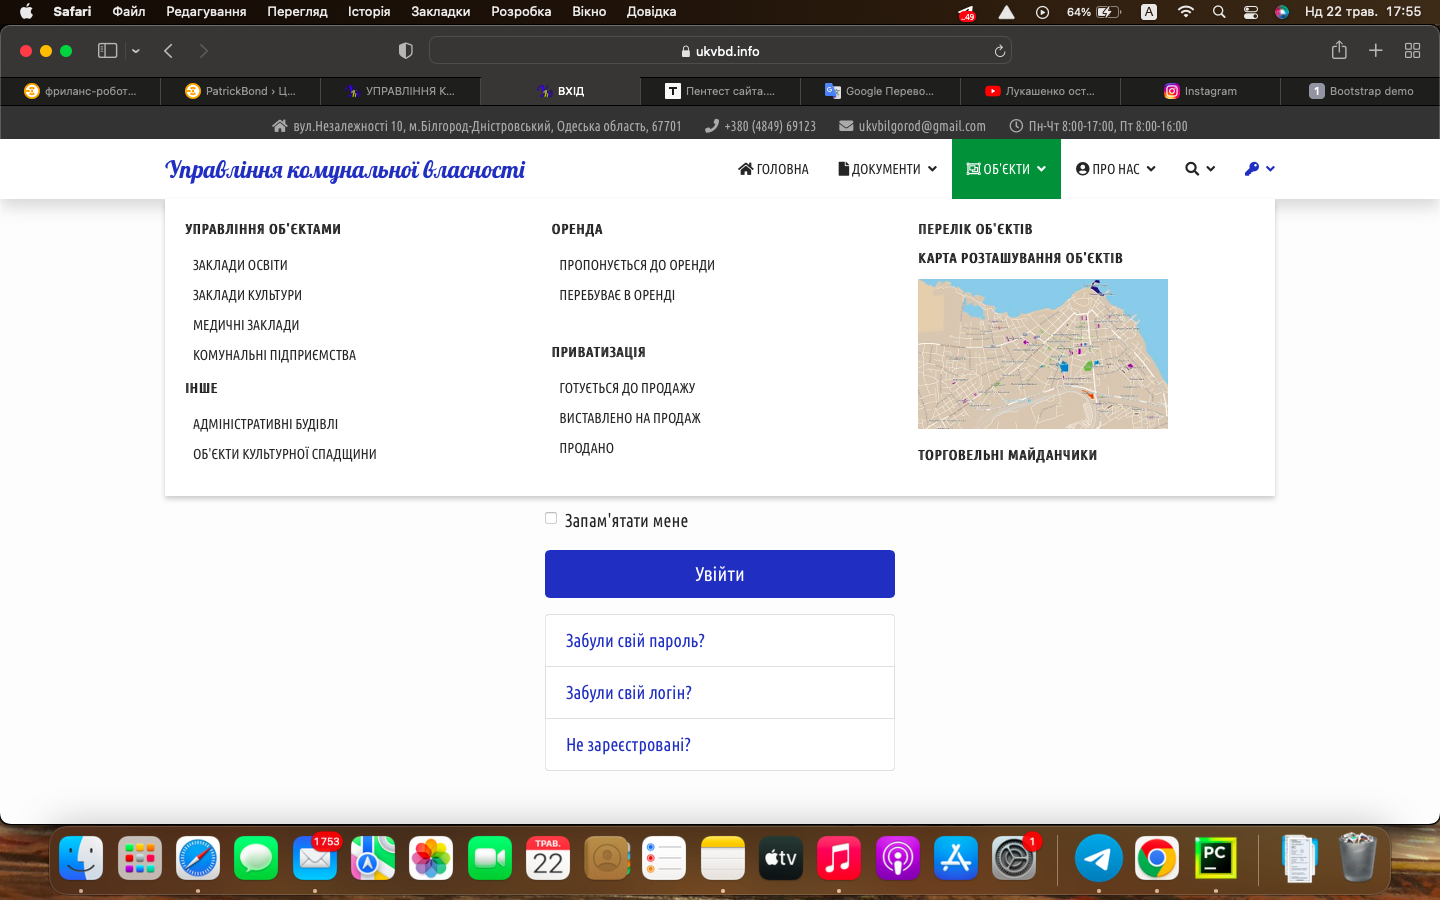 Safari Файл Редагування Перегляд Історія Закладки Розробка Вікно Довідка
49 64% A Нд 22 трав. 17:55
ukvbd.info
фриланс-робот... PatrickBond › Ц... УПРАВЛІННЯ К... ВХІД Пентест сайта.... Google Перево... Лукашенко ост... Instagram 1 Bootstrap demo
вул.Незалежності 10, м.Білгород-Дністровський, Одеська область, 67701 +380 (4849) 69123 ukvbilgorod@gmail.com Пн-Чт 8:00-17:00, Пт 8:00-16:00
Управління комунальної власності ГОЛОВНА ДОКУМЕНТИ ОБ'ЄКТИ ПРО НАС
УПРАВЛІННЯ ОБ'ЄКТАМИ
ЗАКЛАДИ ОСВІТИ
ЗАКЛАДИ КУЛЬТУРИ
МЕДИЧНІ ЗАКЛАДИ
КОМУНАЛЬНІ ПІДПРИЄМСТВА
ІНШЕ
АДМІНІСТРАТИВНІ БУДІВЛІ
ОБ'ЄКТИ КУЛЬТУРНОЇ СПАДЩИНИ
ОРЕНДА
ПРОПОНУЄТЬСЯ ДО ОРЕНДИ
ПЕРЕБУВАЄ В ОРЕНДІ
ПРИВАТИЗАЦІЯ
ГОТУЄТЬСЯ ДО ПРОДАЖУ
ВИСТАВЛЕНО НА ПРОДАЖ
ПРОДАНО
ПЕРЕЛІК ОБ'ЄКТІВ
КАРТА РОЗТАШУВАННЯ ОБ'ЄКТІВ
ТОРГОВЕЛЬНІ МАЙДАНЧИКИ
Запам'ятати мене
Увійти
Забули свій пароль?
Забули свій логін?
Не зареєстровані?
1 753 ТРАВ. 22 tv 1 PC